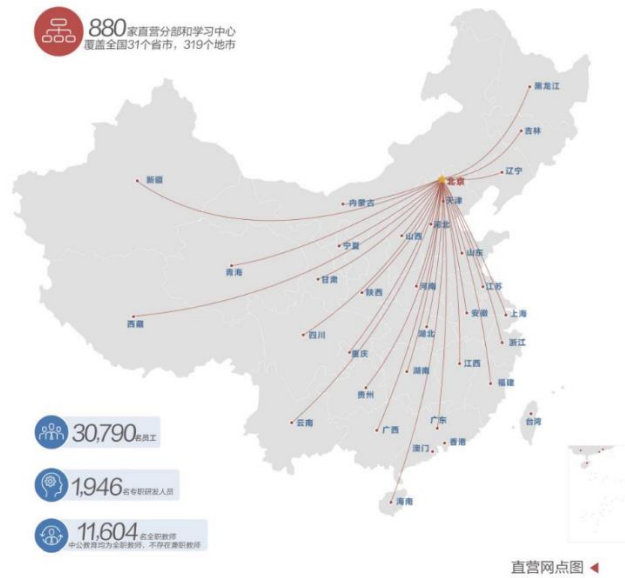 880家直营分部和学习中心
覆盖全国31个省市，319个地市
黑龙江
吉林
辽宁
北京
新疆
天津
内蒙古
河北
山西
宁夏
山东
青海
甘肃
陕西
河南
江苏
西藏
安徽
上海
四川
湖北
浙江
重庆
江西
湖南
福建
贵州
云南
广西
广东
台湾
香港
澳门
海南
30,790名员工
1,946名专职研发人员
11,604名全职教师
中公教育均为全职教师，不存在兼职教师
直营网点图